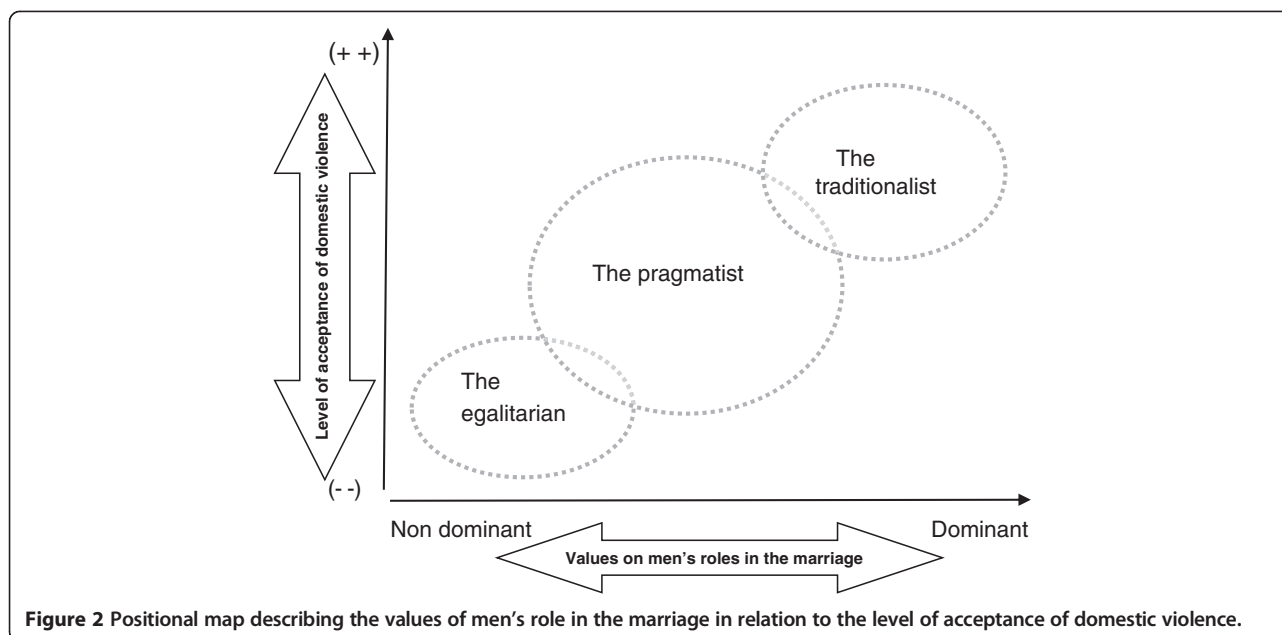 (+ +)
Level of acceptance of domestic violence
(- -)
The
traditionalist
The pragmatist
The
egalitarian
Non dominant
Dominant
Values on men's roles in the marriage
Figure 2 Positional map describing the values of men's role in the marriage in relation to the level of acceptance of domestic violence.